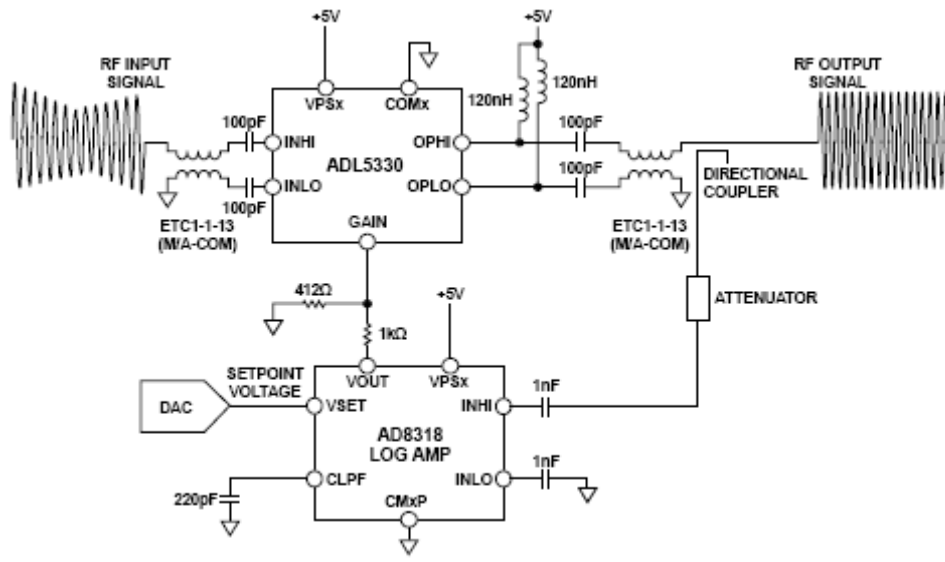 +5V
+5V
RF INPUT
SIGNAL
RF OUTPUT
SIGNAL
120nH
120nH
VPSx
COMx
100pF
100pF
INHI
OPHI
ADL5330
100pF
INLO
OPLO
100pF
DIRECTIONAL
COUPLER
GAIN
ETC1-1-13
(M/A-COM)
ETC1-1-13
(M/A-COM)
412Ω
+5V
ATTENUATOR
1kΩ
SETPOINT
VOLTAGE
VOUT
VPSx
1nF
DAC
VSET
INHI
AD8318
LOG AMP
1nF
CLPF
INLO
220pF
CMxP